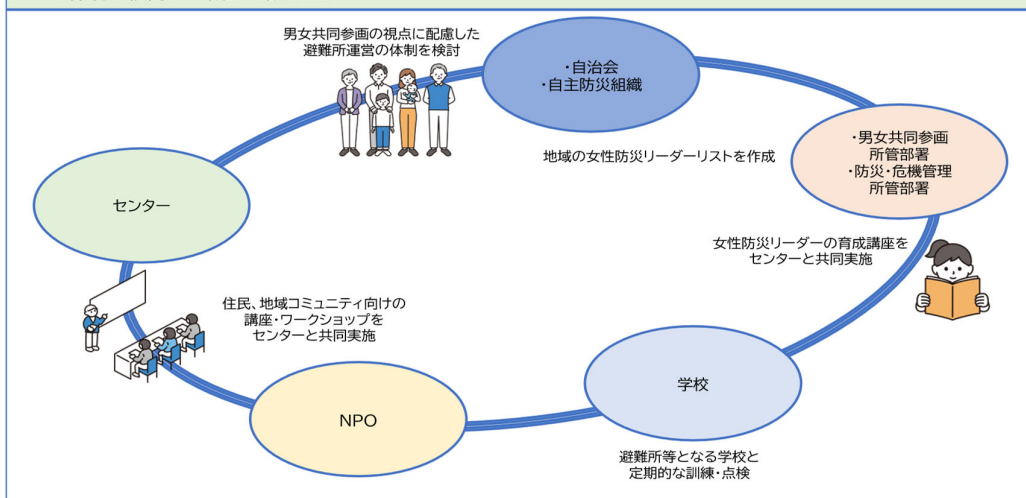 男女共同参画の視点に配慮した
避難所運営の体制を検討
・自治会
・自主防災組織
地域の女性防災リーダーリストを作成
・男女共同参画
所管部署
・防災・危機管理
所管部署
センター
女性防災リーダーの育成講座を
センターと共同実施
住民、地域コミュニティ向けの
講座・ワークショップを
センターと共同実施
学校
NPO
避難所等となる学校と
定期的な訓練・点検